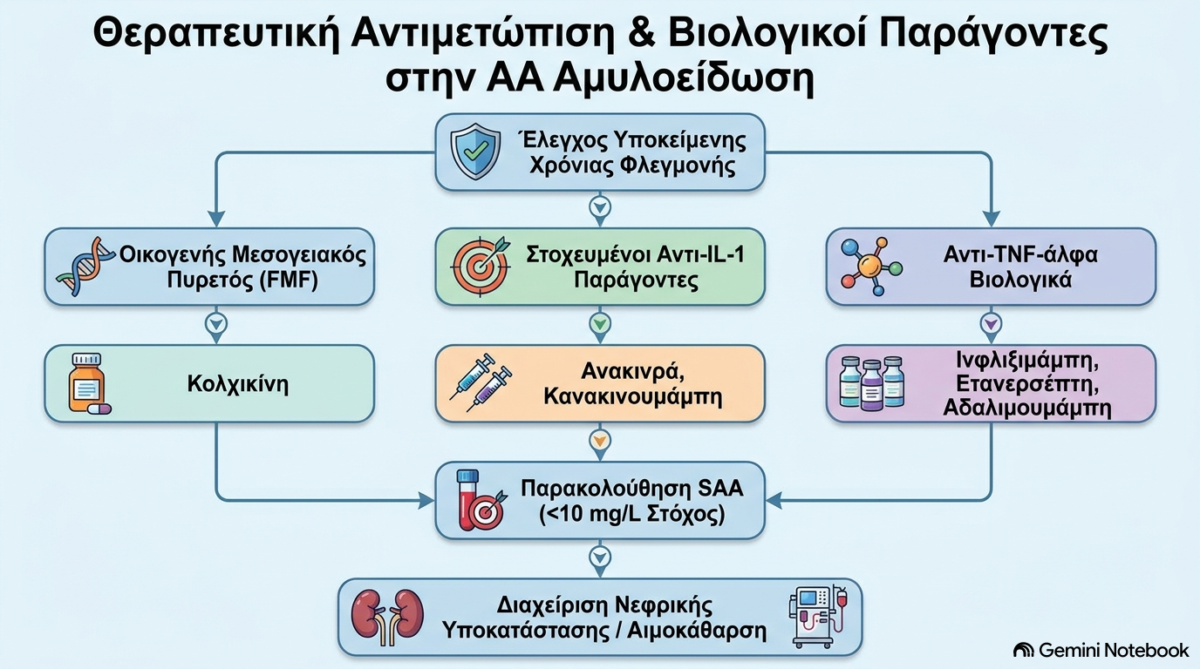 Θεραπευτική Αντιμετώπιση & Βιολογικοί Παράγοντες
στην ΑΑ Αμυλοείδωση
Έλεγχος Υποκείμενης
Χρόνιας Φλεγμονής
Οικογενής Μεσογειακός
Πυρετός (FMF)
Στοχευμένοι Αντι-IL-1
Παράγοντες
Αντι-TNF-άλφα
Βιολογικά
Κολχικίνη
Ανακινρά,
Κανακινουμάμπη
Ινφλιξιμάμπη,
Ετανερσέπτη,
Αδαλιμουμάμπη
Παρακολούθηση SAA
(<10 mg/L Στόχος)
Διαχείριση Νεφρικής
Υποκατάστασης / Αιμοκάθαρση
Gemini Notebook